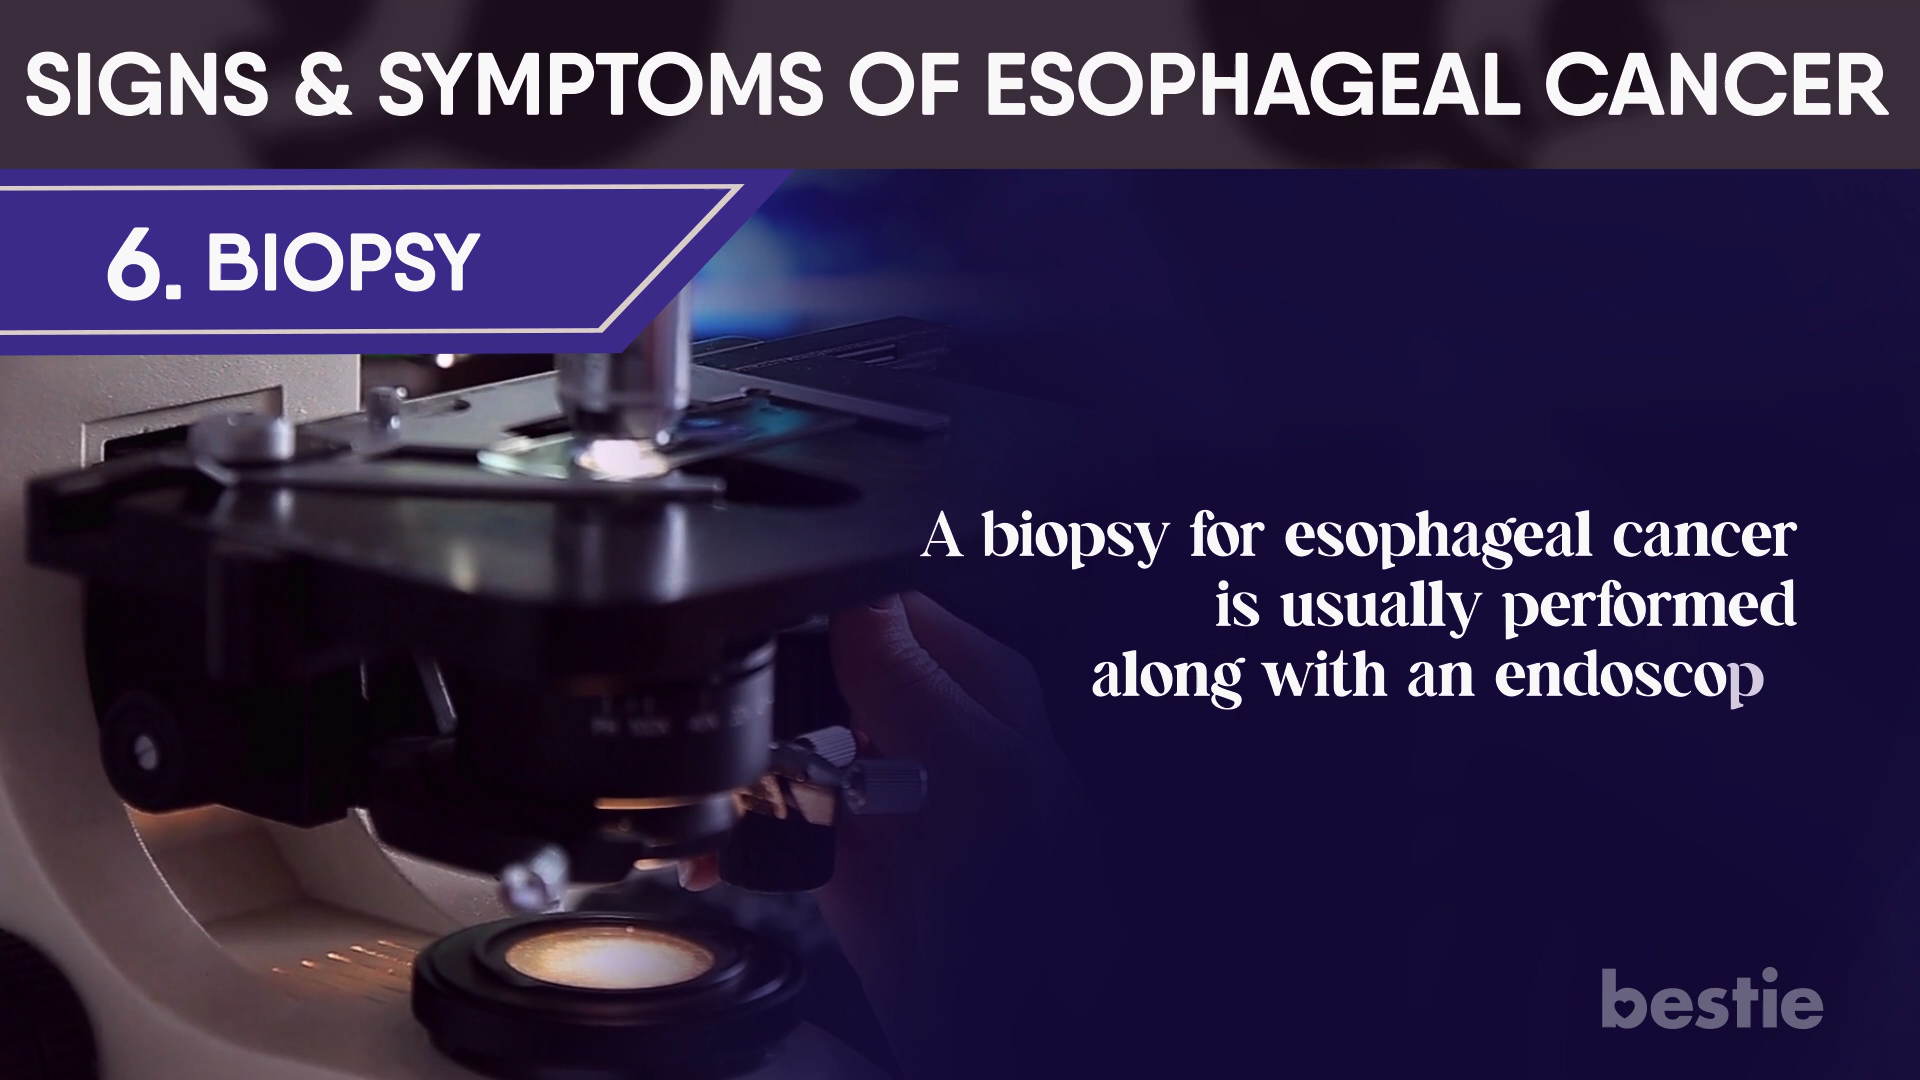 SIGNS & SYMPTOMS OF ESOPHAGEAL CANCER
6. BIOPSY
A biopsy for esophageal cancer
is usually performed
along with an endoscop
bestie